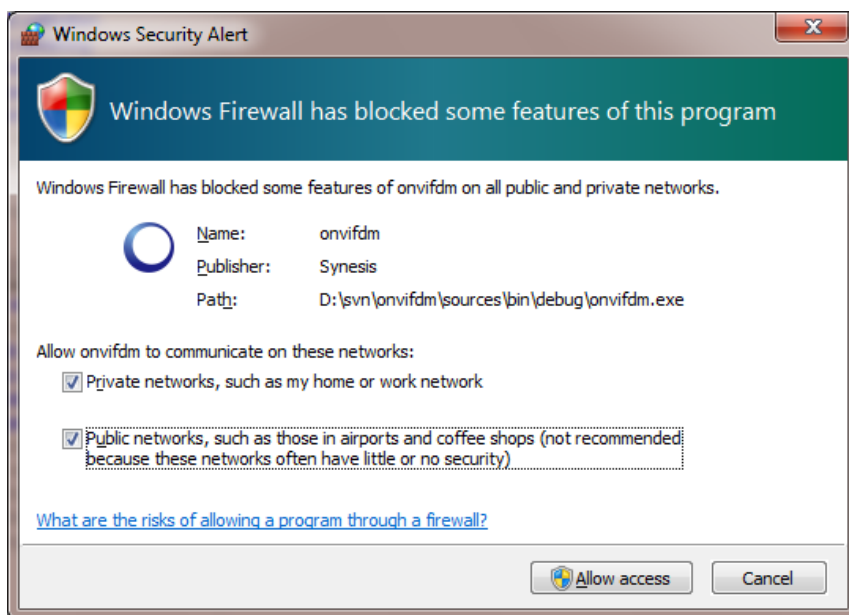 Windows Security Alert
Windows Firewall has blocked some features of this program
Windows Firewall has blocked some features of onvifdm on all public and private networks.
Name: onvifdm
Publisher: Synesis
Path: D:\svn\onvifdm\sources\bin\debug\onvifdm.exe
Allow onvifdm to communicate on these networks:
Private networks, such as my home or work network
Public networks, such as those in airports and coffee shops (not recommended
because these networks often have little or no security)
What are the risks of allowing a program through a firewall?
Allow access Cancel